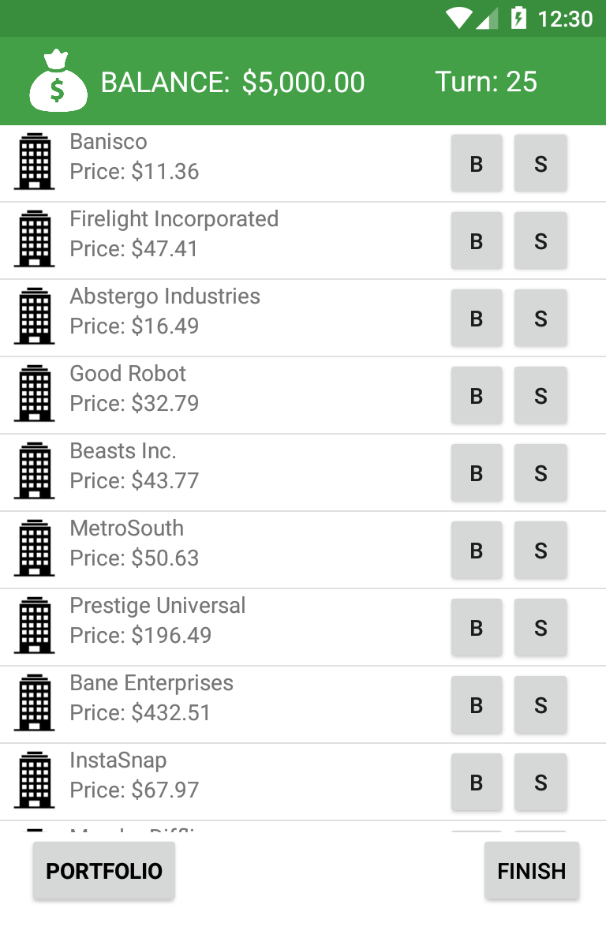 12:30
$ BALANCE: $5,000.00 Turn: 25
Banisco
Price: $11.36
B S
Firelight Incorporated
Price: $47.41
B S
Abstergo Industries
Price: $16.49
B S
Good Robot
Price: $32.79
B S
Beasts Inc.
Price: $43.77
B S
MetroSouth
Price: $50.63
B S
Prestige Universal
Price: $196.49
B S
Bane Enterprises
Price: $432.51
B S
InstaSnap
Price: $67.97
B S
PORTFOLIO FINISH